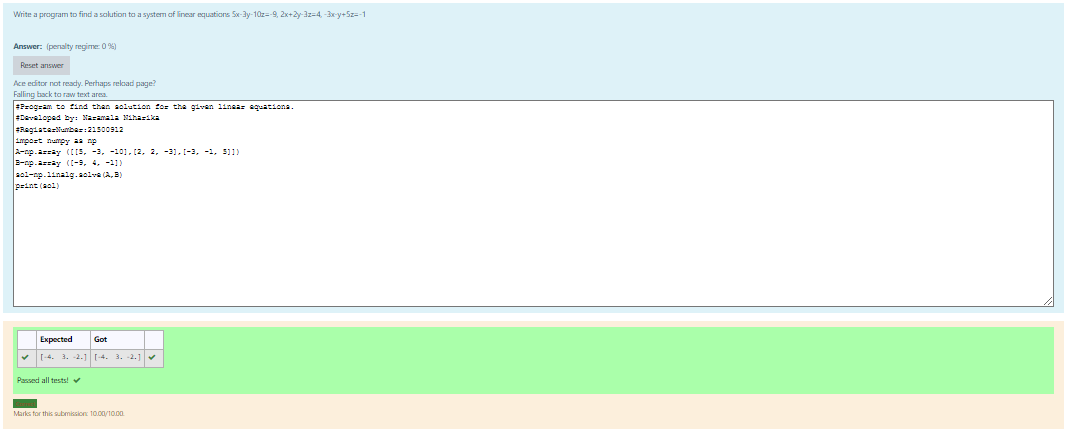 Write a program to find a solution to a system of linear equations 5x-3y-10z=-9, 2x+2y-3z=4, -3x-y+5z=-1
Answer: (penalty regime: 0 %)
Reset answer
Ace editor not ready. Perhaps reload page?
Falling back to raw text area.
#Program to find then solution for the given linear equations.
#Developed by: Naramala Niharika
#RegisterNumber:21500912
import numpy as np
A=np.array ([[5, -3, -10],[2, 2, -3],[-3, -1, 5]])
B=np.array ([-9, 4, -1])
sol=np.linalg.solve(A,B)
print(sol)
Expected Got
[-4. 3. -2.] [-4. 3. -2.]
Passed all tests!
Marks for this submission: 10.00/10.00.